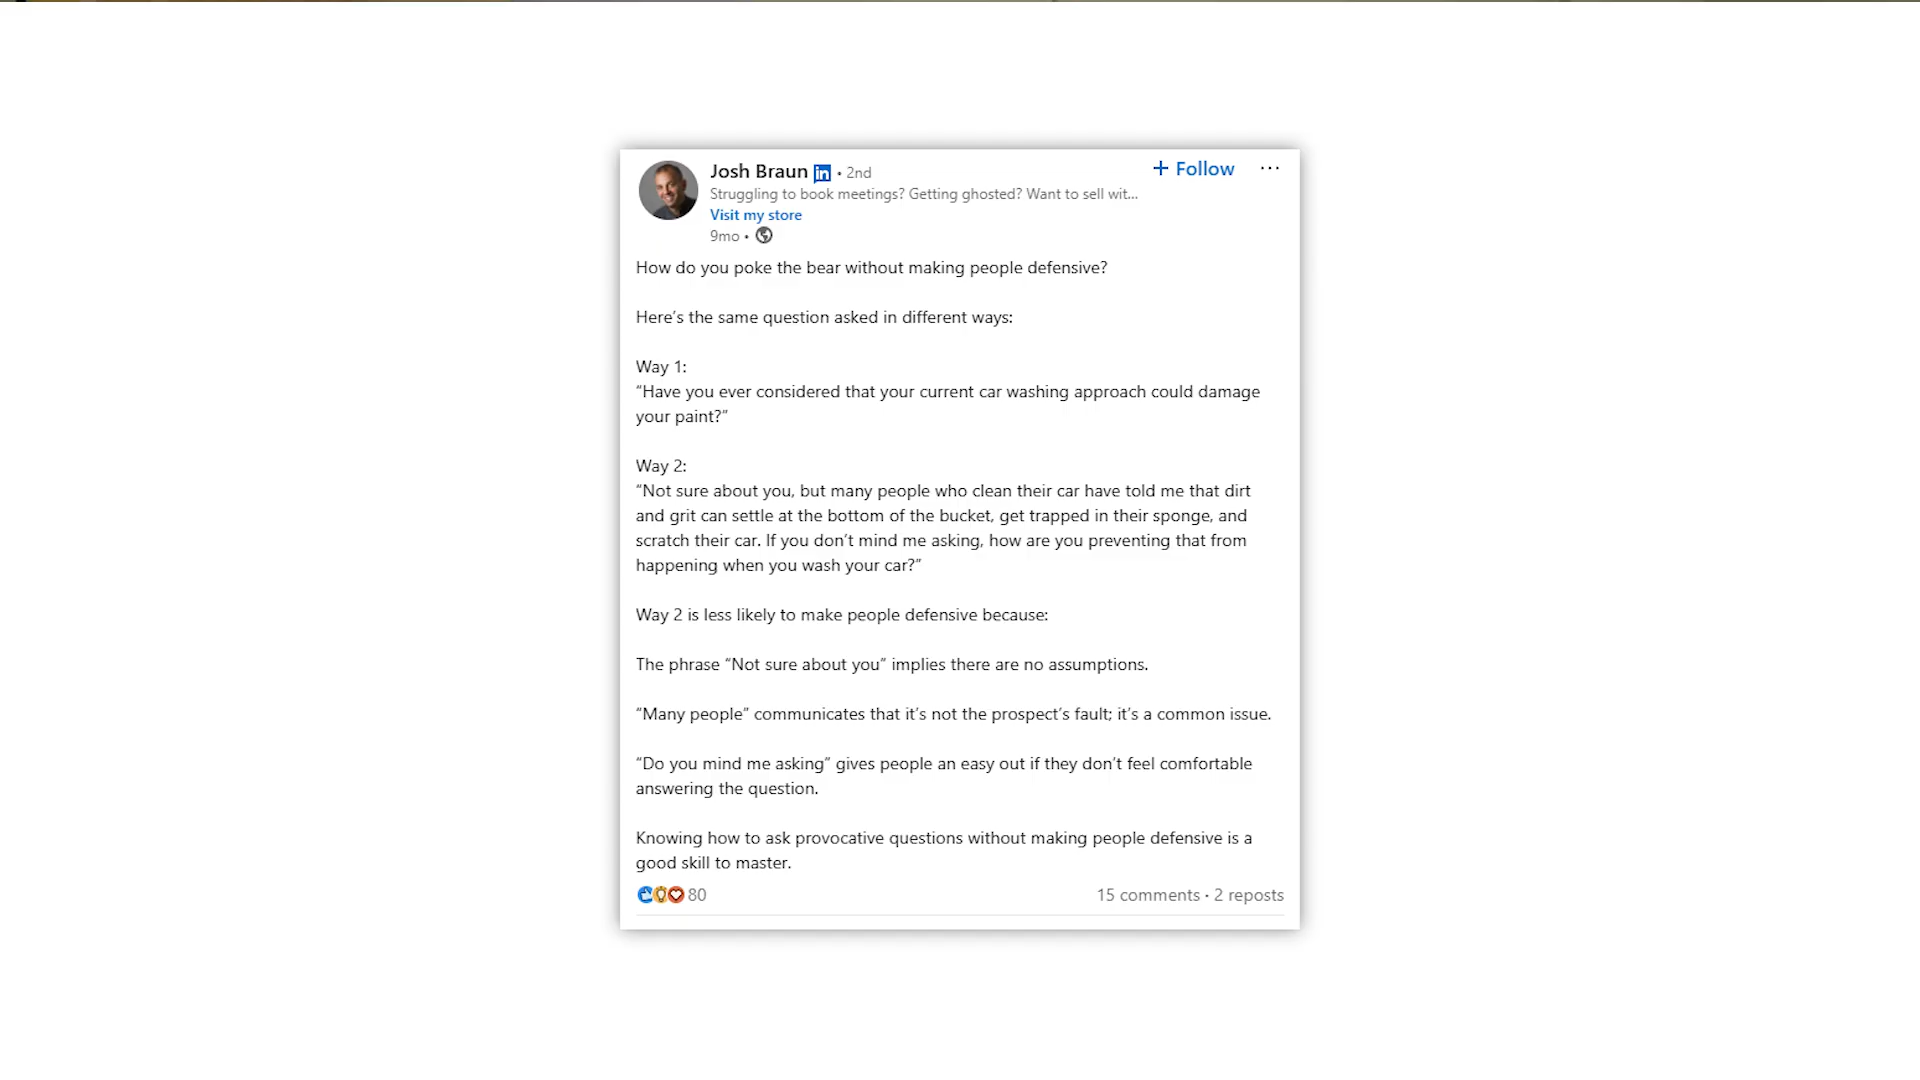 Josh Braun in • 2nd
+ Follow ...
Struggling to book meetings? Getting ghosted? Want to sell wit...
Visit my store
9mo •
How do you poke the bear without making people defensive?
Here’s the same question asked in different ways:
Way 1:
“Have you ever considered that your current car washing approach could damage
your paint?”
Way 2:
“Not sure about you, but many people who clean their car have told me that dirt
and grit can settle at the bottom of the bucket, get trapped in their sponge, and
scratch their car. If you don’t mind me asking, how are you preventing that from
happening when you wash your car?”
Way 2 is less likely to make people defensive because:
The phrase “Not sure about you” implies there are no assumptions.
“Many people” communicates that it’s not the prospect’s fault; it’s a common issue.
“Do you mind me asking” gives people an easy out if they don’t feel comfortable
answering the question.
Knowing how to ask provocative questions without making people defensive is a
good skill to master.
80
15 comments • 2 reposts